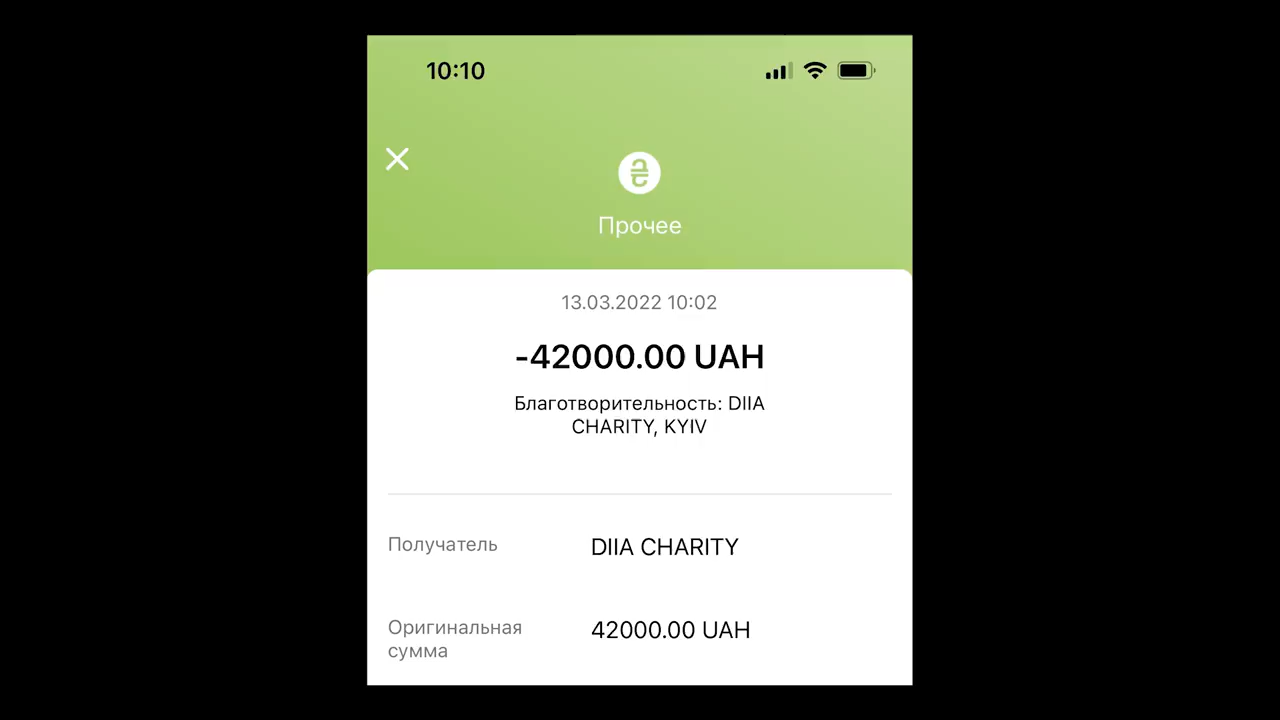 10:10
₴
Прочее
13.03.2022 10:02
-42000.00 UAH
Благотворительность: DIIA
CHARITY, KYIV
Получатель
DIIA CHARITY
Оригинальная
сумма
42000.00 UAH